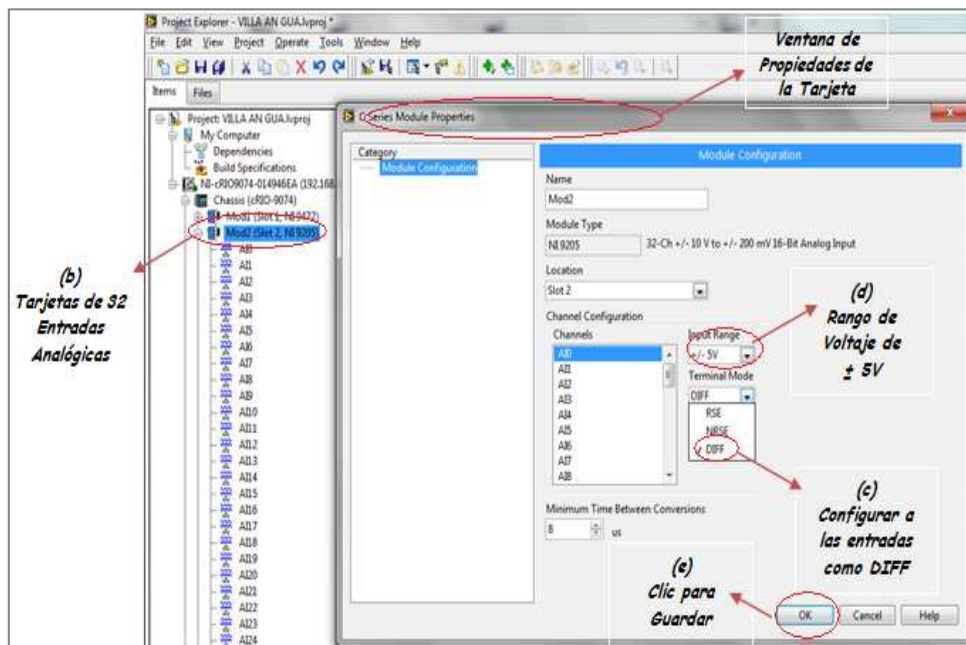 Project Explorer - VILLA AN GUA.lvproj *
File Edit View Project Operate Tools Window Help
Items Files
Project: VILLA AN GUA.lvproj
My Computer
Dependencies
Build Specifications
NI-cRIO9074-014946EA (192.168.
Chassis (cRIO-9074)
Mod1 (Slot 1, NI 9477)
Mod2 (Slot 2, NI 9205)
AI0
AI1
AI2
AI3
AI4
AI5
AI6
AI7
AI8
AI9
AI10
AI11
AI12
AI13
AI14
AI15
AI16
AI17
AI18
AI19
AI20
AI21
AI22
AI23
AI24
(b)
Tarjetas de 32
Entradas
Analógicas
Ventana de
Propiedades de
la Tarjeta
C Series Module Properties
Category
Module Configuration
Module Configuration
Name
Mod2
Module Type
NI 9205 32-Ch +/- 10 V to +/- 200 mV 16-Bit Analog Input
Location
Slot 2
Channel Configuration
Channels
AI0
AI1
AI2
AI3
AI4
AI5
AI6
AI7
AI8
Input Range
+/- 5V
Terminal Mode
DIFF
RSE
NRSE
√ DIFF
Minimum Time Between Conversions
8 us
OK Cancel Help
(d)
Rango de
Voltaje de
± 5V
(c)
Configurar a
las entradas
como DIFF
(e)
Clic para
Guardar